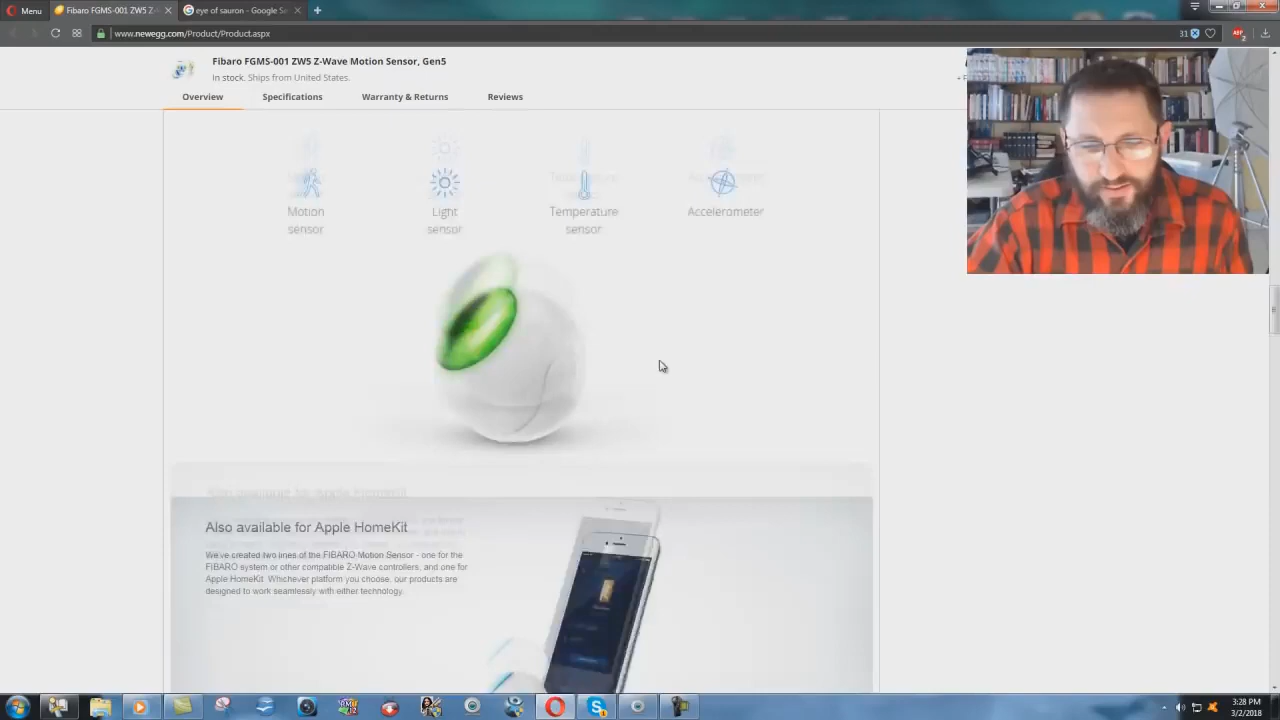 Menu
Fibaro FGMS-001 ZW5 Z-
eye of sauron - Google Se
www.newegg.com/Product/Product.aspx
31
ABP
2
Fibaro FGMS-001 ZW5 Z-Wave Motion Sensor, Gen5
In stock. Ships from United States.
Overview
Specifications
Warranty & Returns
Reviews
Motion
sensor
Light
sensor
Temperature
sensor
Accelerometer
Also available for Apple HomeKit
We've created two lines of the FIBARO Motion Sensor - one for the
FIBARO system or other compatible Z-Wave controllers, and one for
Apple HomeKit. Whichever platform you choose, our products are
designed to work seamlessly with either technology.
3:28 PM
3/2/2018